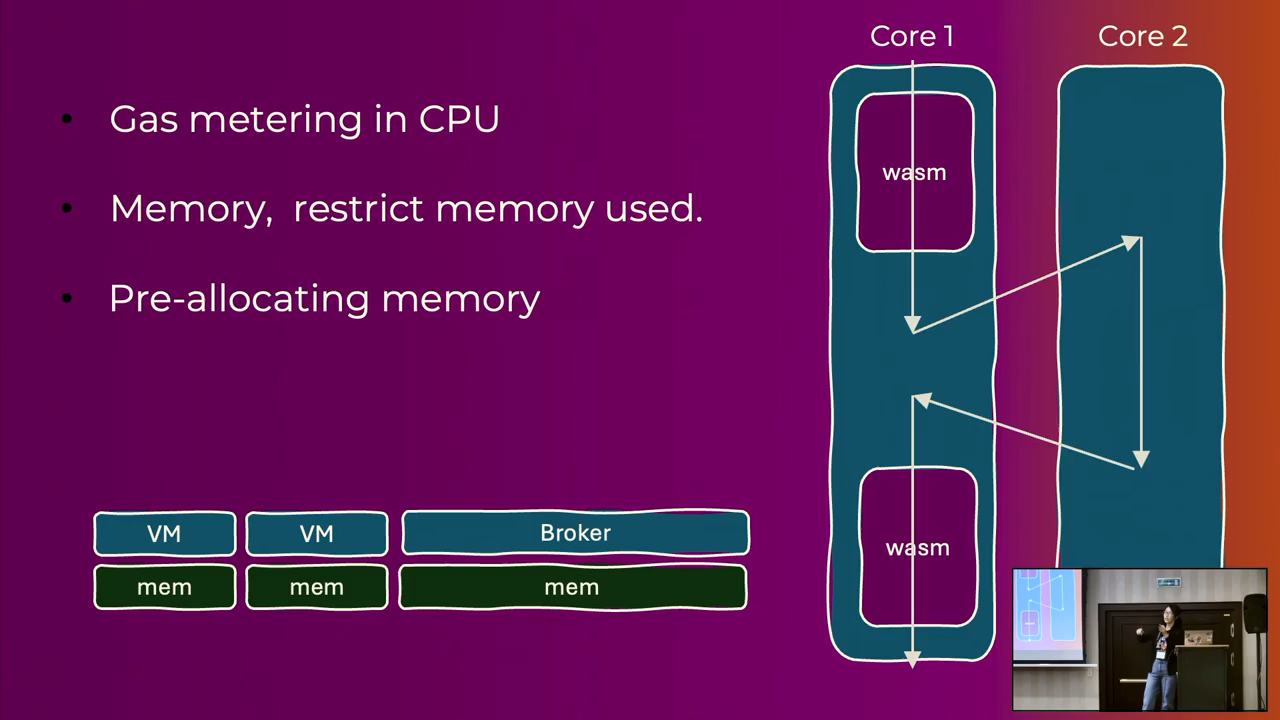 Core 1
Core 2
• Gas metering in CPU
• Memory, restrict memory used.
• Pre-allocating memory
wasm
wasm
VM
VM
Broker
mem
mem
mem